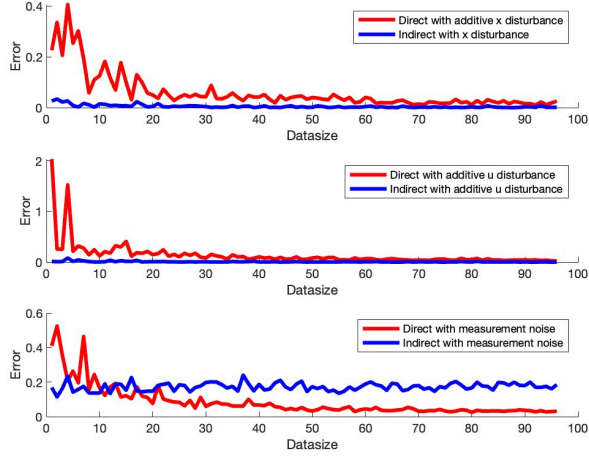 0.4
0.2
0
Error
Direct with additive x disturbance
Indirect with x disturbance
0 10 20 30 40 50 60 70 80 90 100
Datasize
2
1
0
Error
Direct with additive u disturbance
Indirect with additive u disturbance
0 10 20 30 40 50 60 70 80 90 100
Datasize
0.6
0.4
0.2
0
Error
Direct with measurement noise
Indirect with measurement noise
0 10 20 30 40 50 60 70 80 90 100
Datasize